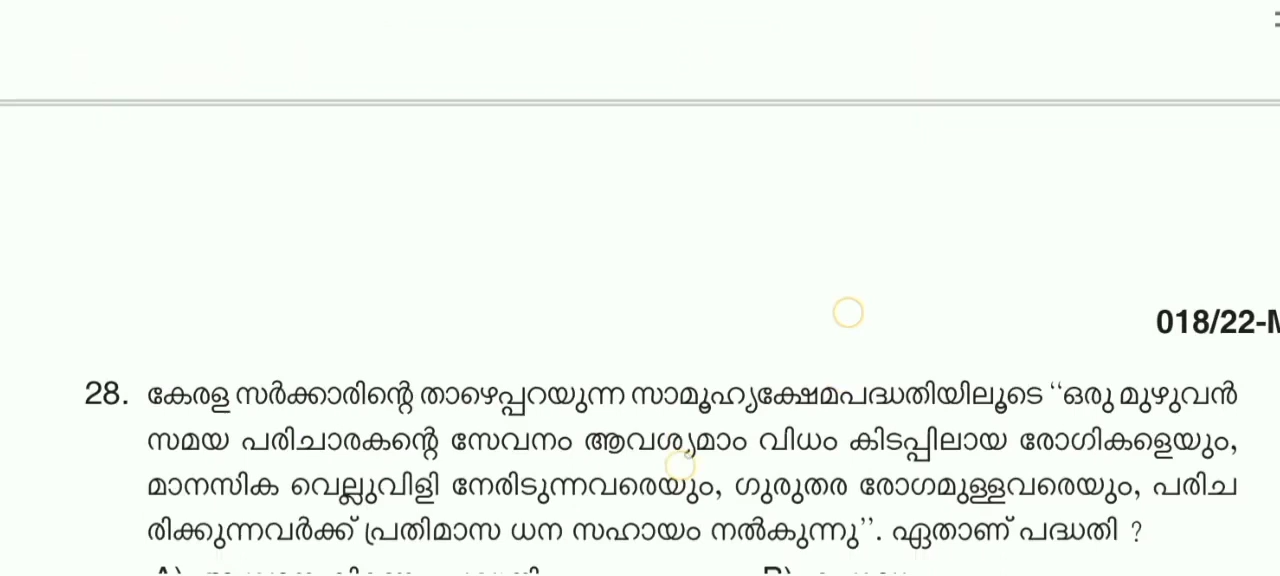 018/22-M
28. കേരള സർക്കാരിന്റെ താഴെപ്പറയുന്ന സാമൂഹ്യക്ഷേമപദ്ധതിയിലൂടെ ‘‘ഒരു മുഴുവൻ
സമയ പരിചാരകന്റെ സേവനം ആവശ്യമാം വിധം കിടപ്പിലായ രോഗികളെയും,
മാനസിക വെല്ലുവിളി നേരിടുന്നവരെയും, ഗുരുതര രോഗമുള്ളവരെയും, പരിച
രിക്കുന്നവർക്ക് പ്രതിമാസ ധന സഹായം നൽകുന്നു’’. ഏതാണ് പദ്ധതി ?